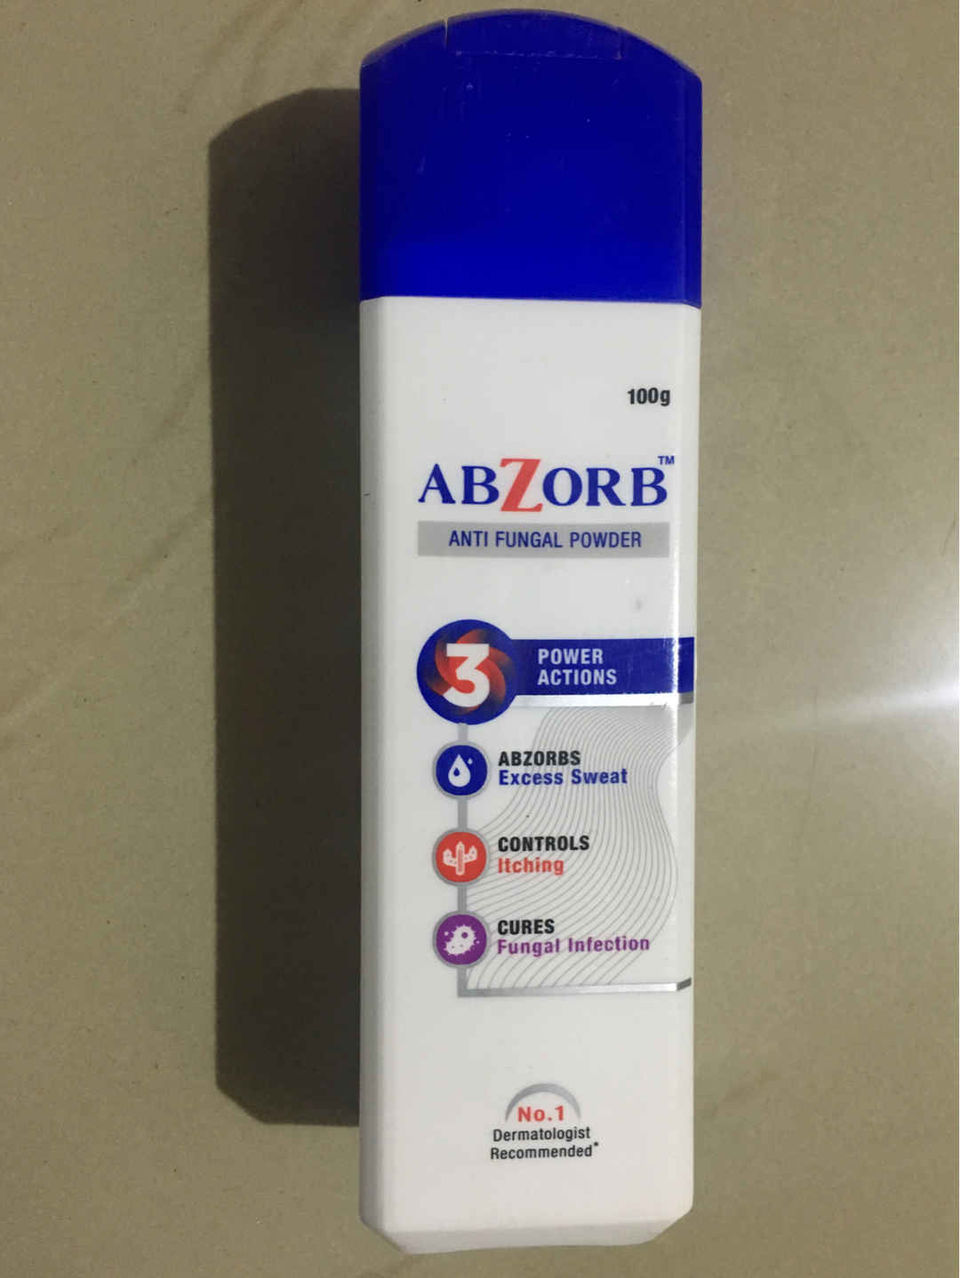 100g
ABZORB™
ANTI FUNGAL POWDER
3
POWER
ACTIONS
ABZORBS
Excess Sweat
CONTROLS
Itching
CURES
Fungal Infection
No.1
Dermatologist
Recommended*